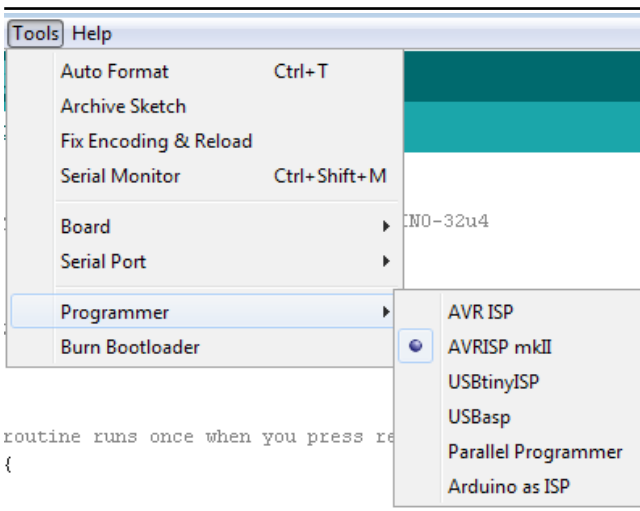 Tools Help
Auto Format Ctrl+T
Archive Sketch
Fix Encoding & Reload
Serial Monitor Ctrl+Shift+M
Board
INO-32u4
Serial Port
Programmer
Burn Bootloader
AVR ISP
AVRISP mkII
USBtinyISP
USBasp
Parallel Programmer
Arduino as ISP
routine runs once when you press re
{